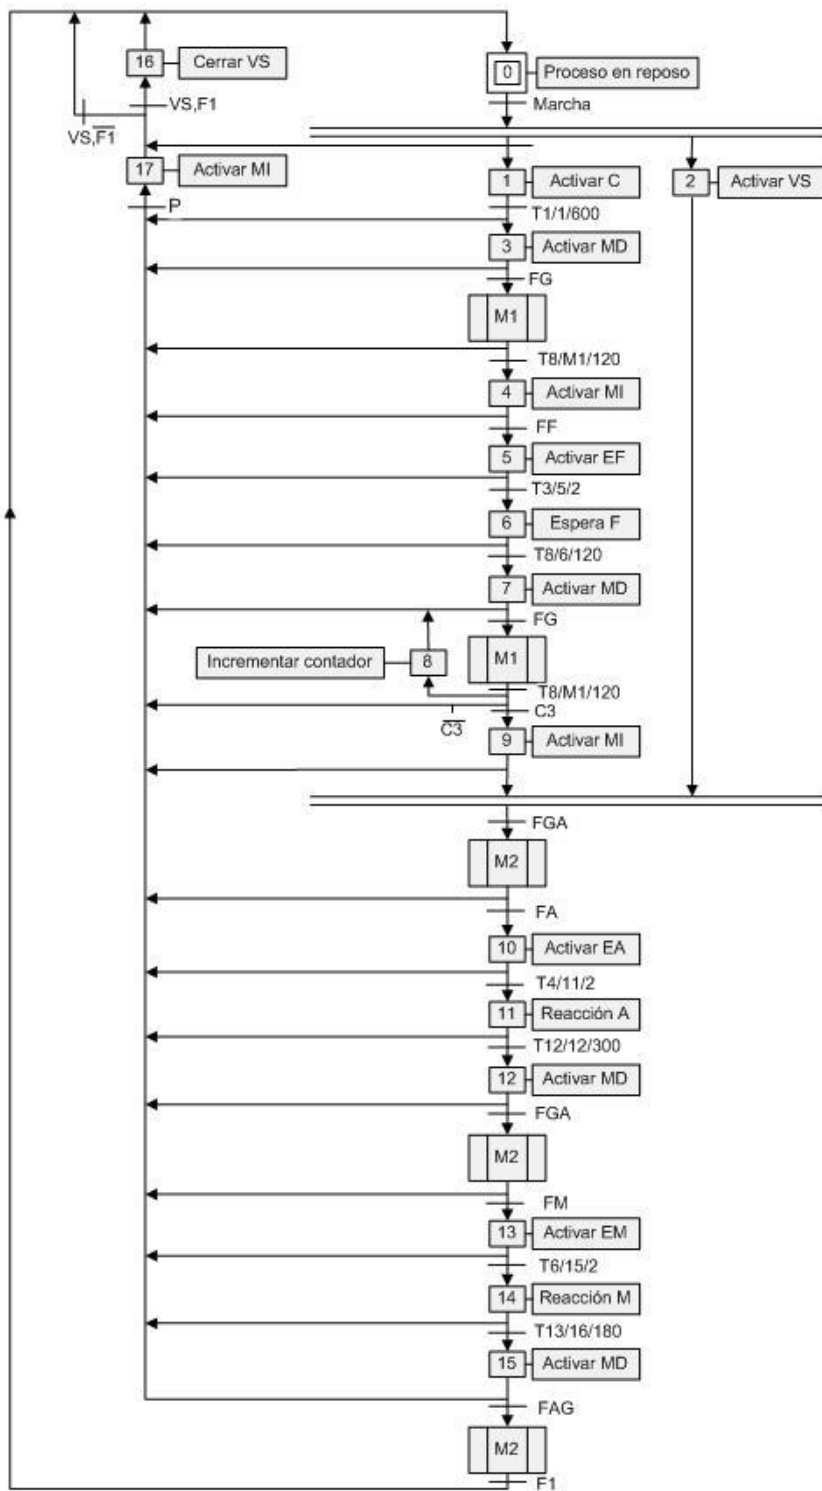 16 Cerrar VS
0 Proceso en reposo
VS,F1
Marcha
VS,F̅1̅
17 Activar MI
1 Activar C
2 Activar VS
P
T1/1/600
3 Activar MD
FG
M1
T8/M1/120
4 Activar MI
FF
5 Activar EF
T3/5/2
6 Espera F
T8/6/120
7 Activar MD
FG
Incrementar contador 8
M1
T8/M1/120
C̅3̅
C3
9 Activar MI
FGA
M2
FA
10 Activar EA
T4/11/2
11 Reacción A
T12/12/300
12 Activar MD
FGA
M2
FM
13 Activar EM
T6/15/2
14 Reacción M
T13/16/180
15 Activar MD
FAG
M2
F1